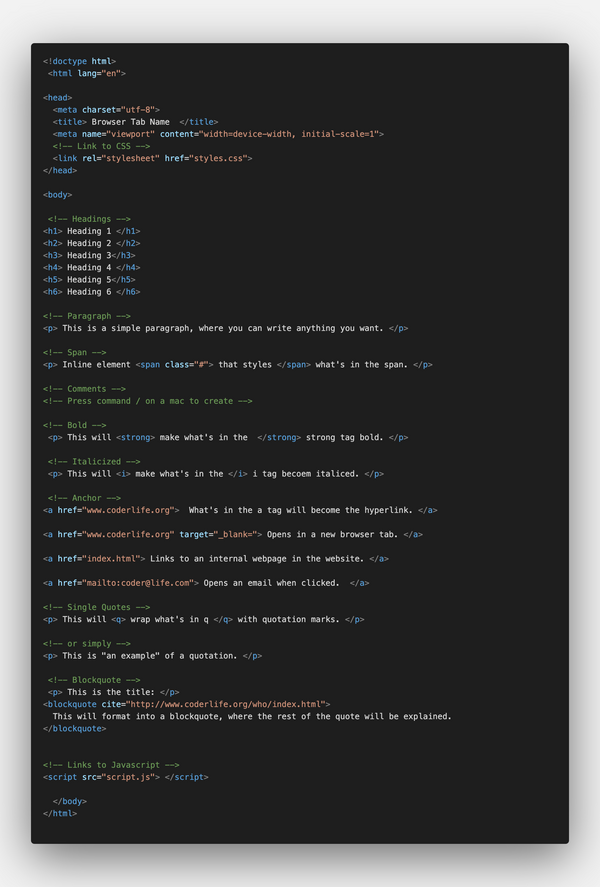 <!doctype html>
<html lang="en">
<head>
<meta charset="utf-8">
<title> Browser Tab Name  </title>
<meta name="viewport" content="width=device-width, initial-scale=1">
<!-- Link to CSS -->
<link rel="stylesheet" href="styles.css">
</head>
<body>
<!-- Headings -->
<h1> Heading 1 </h1>
<h2> Heading 2 </h2>
<h3> Heading 3</h3>
<h4> Heading 4 </h4>
<h5> Heading 5</h5>
<h6> Heading 6 </h6>
<!-- Paragraph -->
<p> This is a simple paragraph, where you can write anything you want. </p>
<!-- Span -->
<p> Inline element <span class="#"> that styles </span> what's in the span. </p>
<!-- Comments -->
<!-- Press command / on a mac to create -->
<!-- Bold -->
<p> This will <strong> make what's in the  </strong> strong tag bold. </p>
<!-- Italicized -->
<p> This will <i> make what's in the </i> i tag becoem italiced. </p>
<!-- Anchor -->
<a href="www.coderlife.org">  What's in the a tag will become the hyperlink. </a>
<a href="www.coderlife.org" target="_blank="> Opens in a new browser tab. </a>
<a href="index.html"> Links to an internal webpage in the website. </a>
<a href="mailto:coder@life.com"> Opens an email when clicked.  </a>
<!-- Single Quotes -->
<p> This will <q> wrap what's in q </q> with quotation marks. </p>
<!-- or simply -->
<p> This is “an example” of a quotation. </p>
<!-- Blockquote -->
<p> This is the title: </p>
<blockquote cite="http://www.coderlife.org/who/index.html">
This will format into a blockquote, where the rest of the quote will be explained.
</blockquote>
<!-- Links to Javascript -->
<script src="script.js"> </script>
</body>
</html>